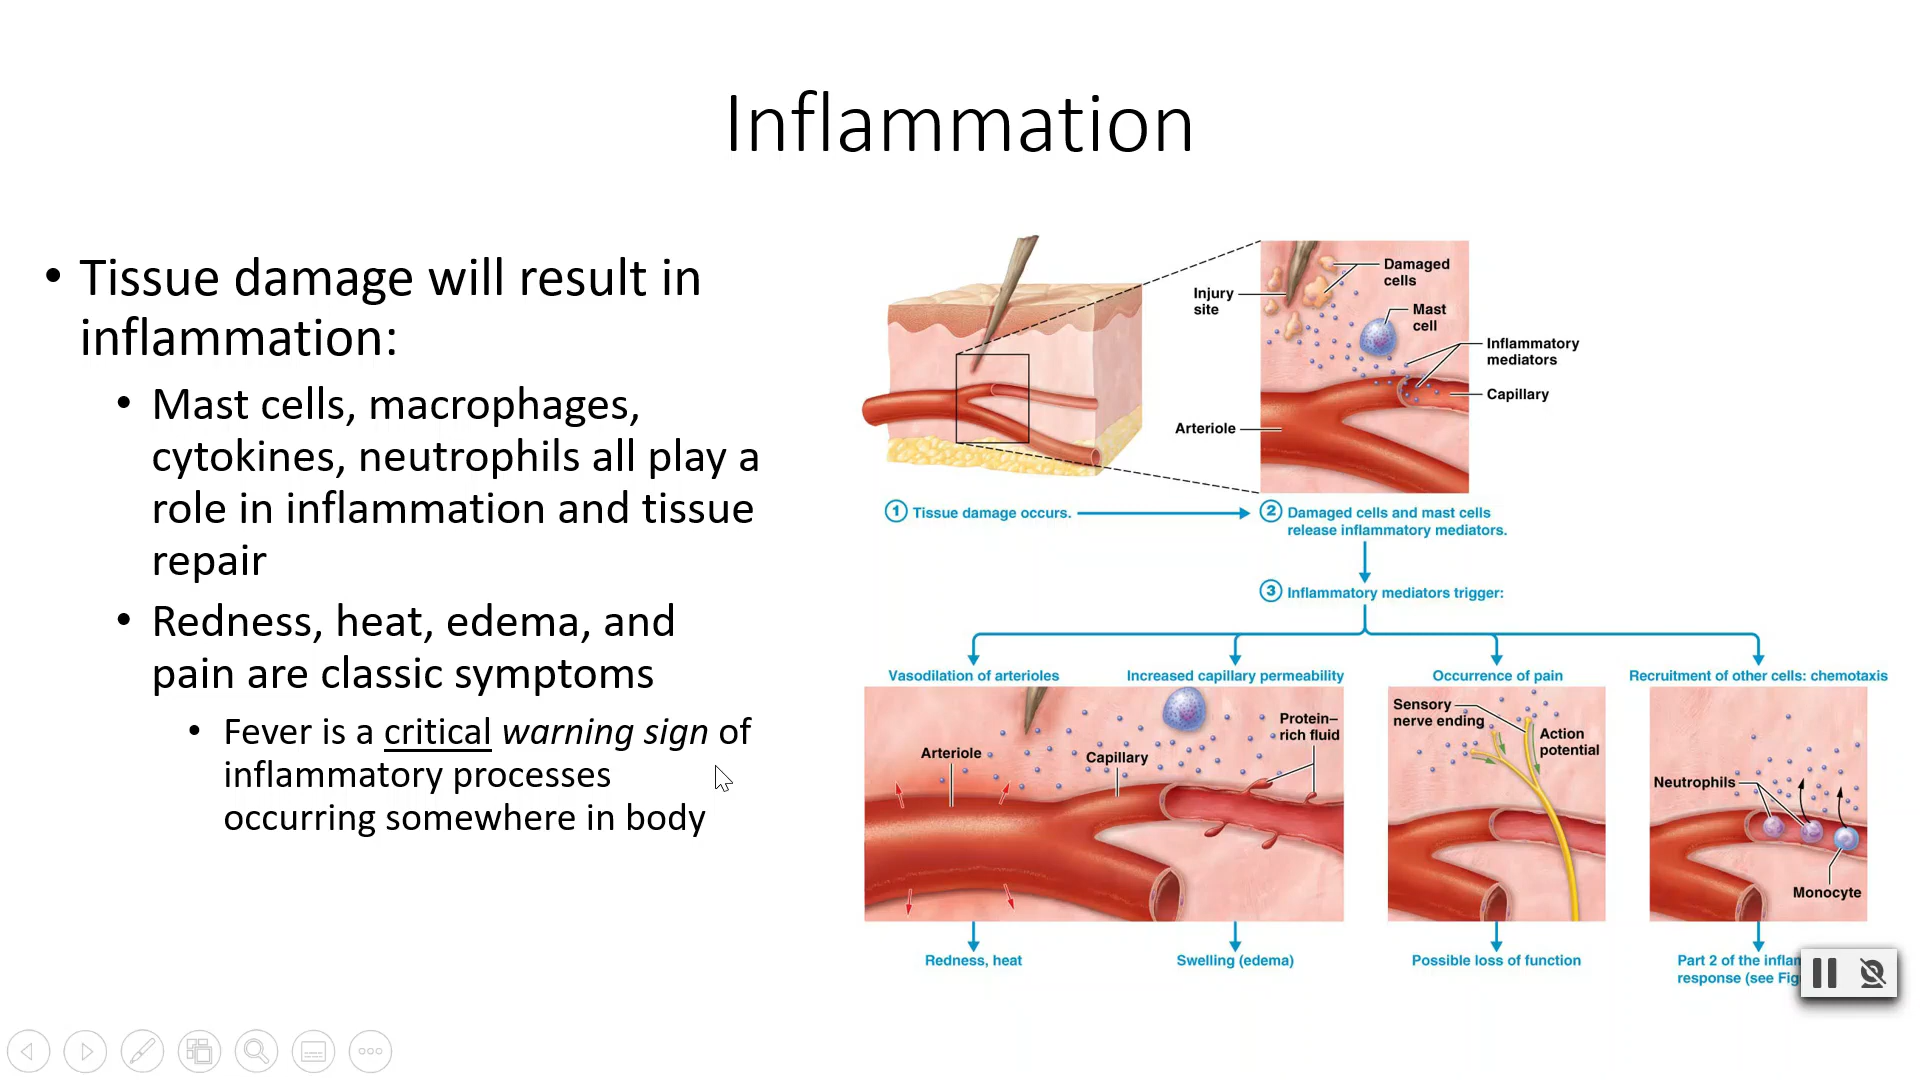 Inflammation
• Tissue damage will result in
inflammation:
• Mast cells, macrophages,
cytokines, neutrophils all play a
role in inflammation and tissue
repair
• Redness, heat, edema, and
pain are classic symptoms
• Fever is a critical warning sign of
inflammatory processes
occurring somewhere in body
Injury
site
Damaged
cells
Mast
cell
Inflammatory
mediators
Capillary
Arteriole
1 Tissue damage occurs.
2 Damaged cells and mast cells
release inflammatory mediators.
3 Inflammatory mediators trigger:
Vasodilation of arterioles
Increased capillary permeability
Occurrence of pain
Recruitment of other cells: chemotaxis
Arteriole
Capillary
Protein–
rich fluid
Sensory
nerve ending
Action
potential
Neutrophils
Monocyte
Redness, heat
Swelling (edema)
Possible loss of function
Part 2 of the
response (see